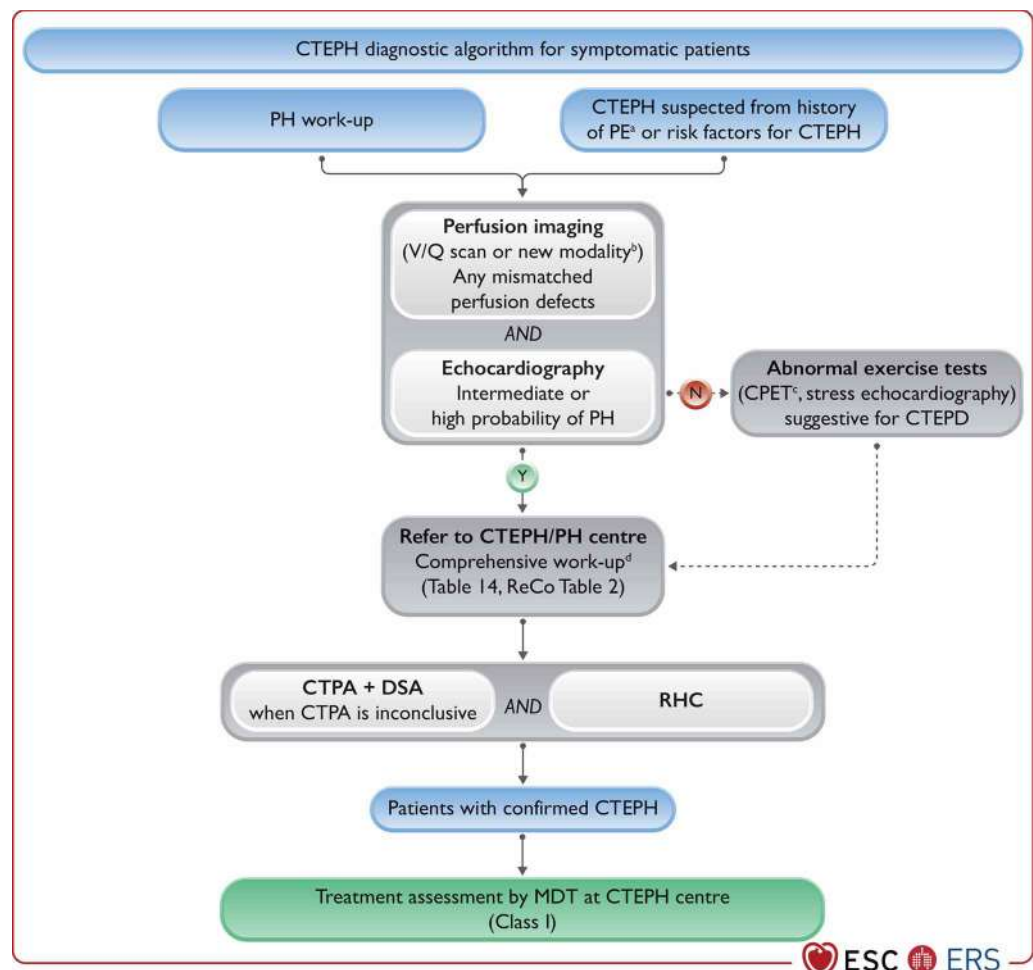 CTEPH diagnostic algorithm for symptomatic patients
PH work-up
CTEPH suspected from history
of PEᵃ or risk factors for CTEPH
Perfusion imaging
(V/Q scan or new modalityᵇ)
Any mismatched
perfusion defects
AND
Echocardiography
Intermediate or
high probability of PH
N
Abnormal exercise tests
(CPETᶜ, stress echocardiography)
suggestive for CTEPD
Y
Refer to CTEPH/PH centre
Comprehensive work-upᵈ
(Table 14, ReCo Table 2)
CTPA + DSA
when CTPA is inconclusive
AND
RHC
Patients with confirmed CTEPH
Treatment assessment by MDT at CTEPH centre
(Class I)
ESC ERS